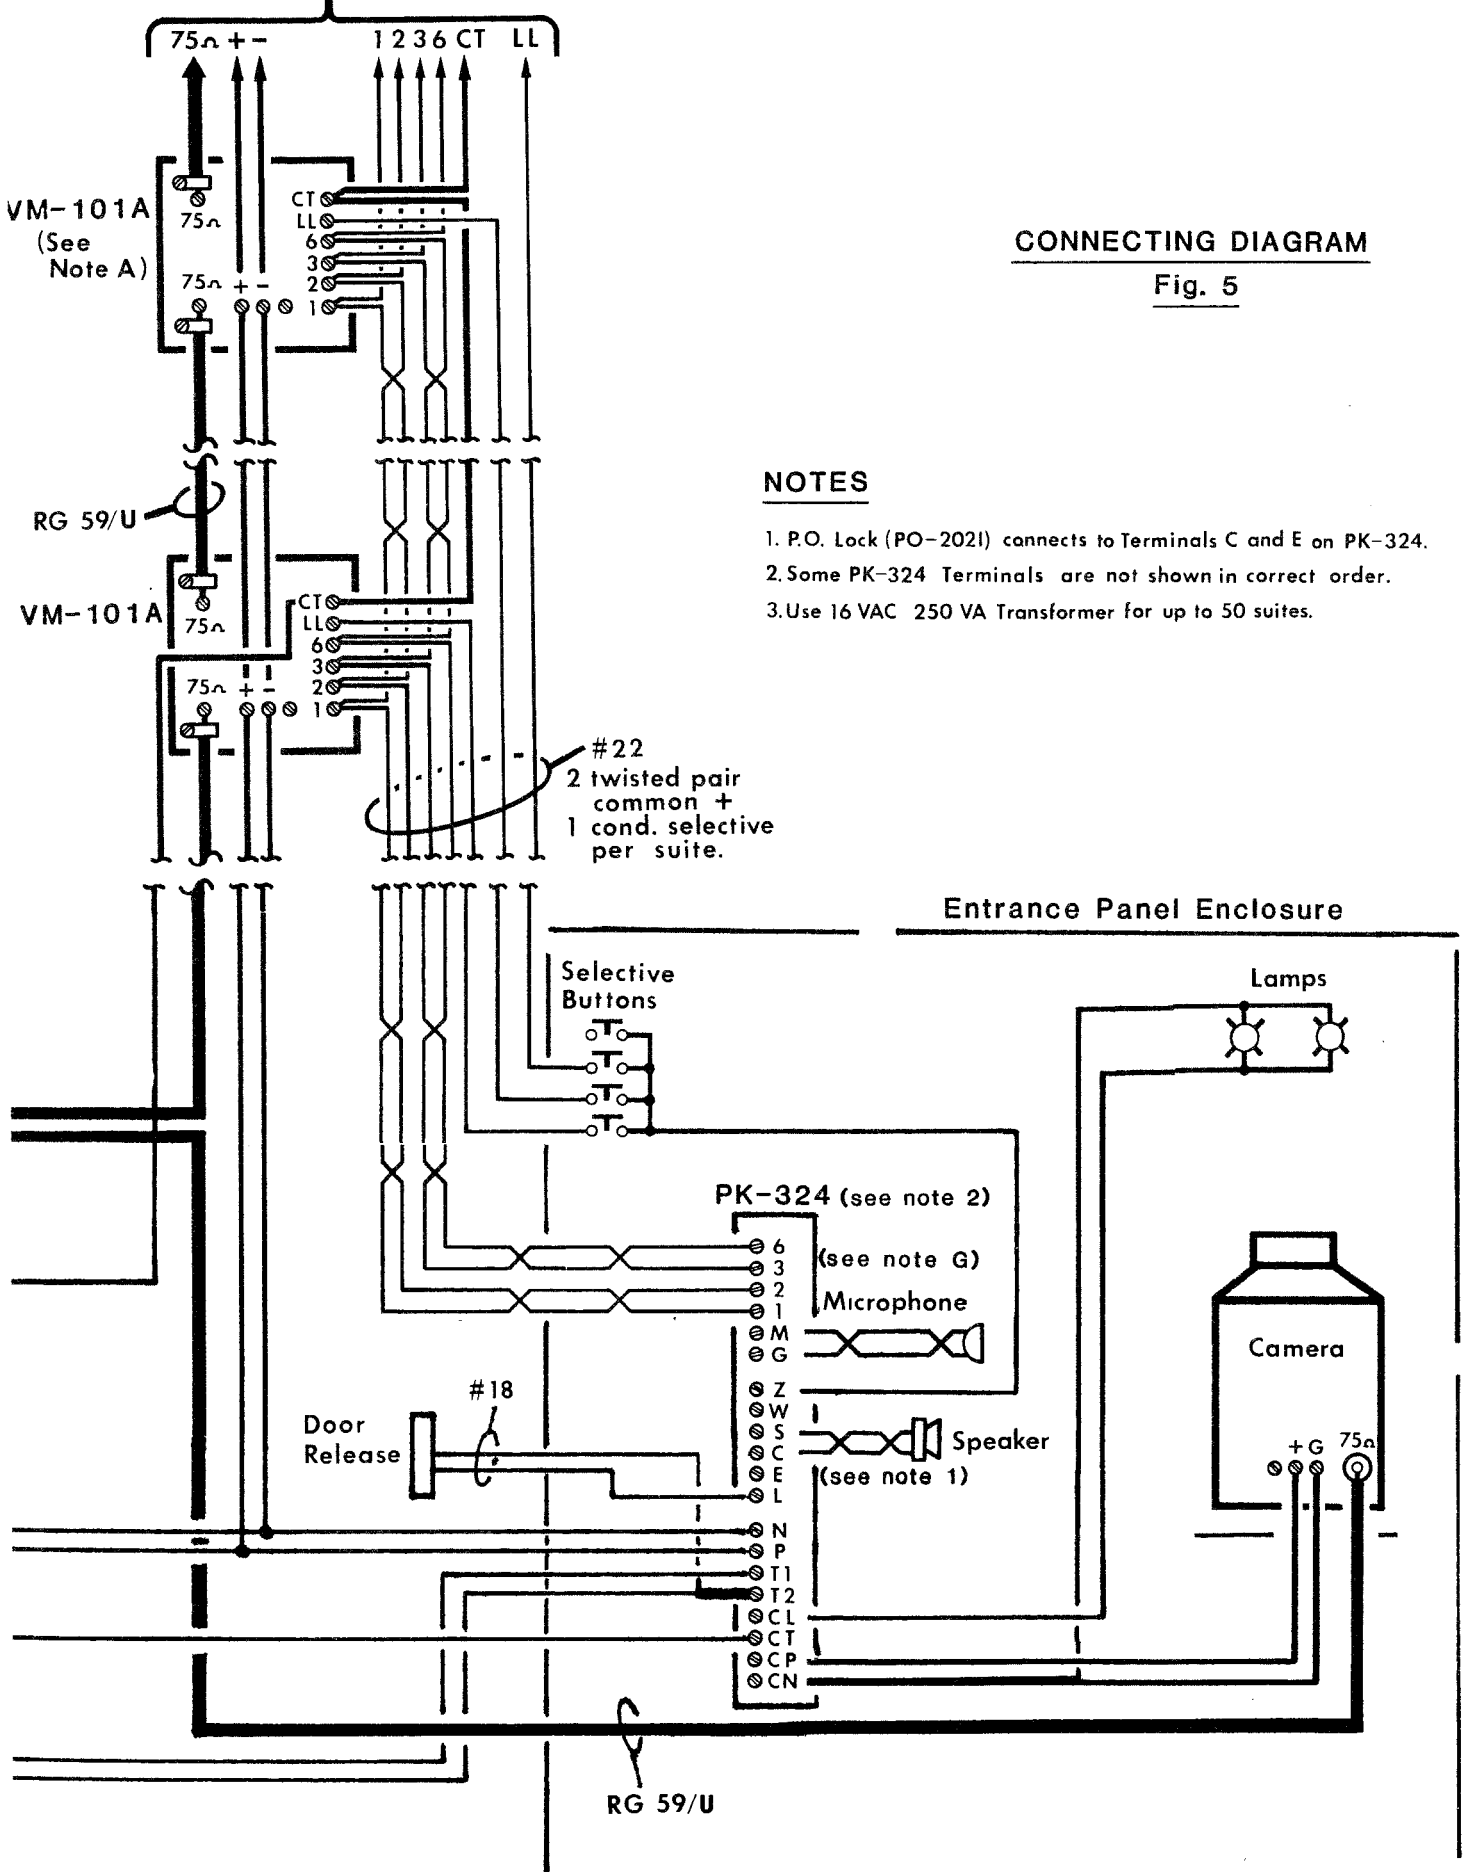 75Ω + − 1 2 3 6 CT LL
VM-101A
(See
Note A)
75Ω
75Ω + −
CT
LL
6
3
2
1
CONNECTING DIAGRAM
Fig. 5
RG 59/U
NOTES
1. P.O. Lock (PO-2021) connects to Terminals C and E on PK-324.
2. Some PK-324 Terminals are not shown in correct order.
3. Use 16 VAC 250 VA Transformer for up to 50 suites.
VM-101A
75Ω
75Ω + −
CT
LL
6
3
2
1
#22
2 twisted pair
common +
1 cond. selective
per suite.
Entrance Panel Enclosure
Selective
Buttons
Lamps
PK-324 (see note 2)
6
3
2
1
M
G
Z
W
S
C
E
L
N
P
T1
T2
CL
CT
CP
CN
(see note G)
Microphone
Camera
+ G 75Ω
#18
Door
Release
Speaker
(see note 1)
RG 59/U